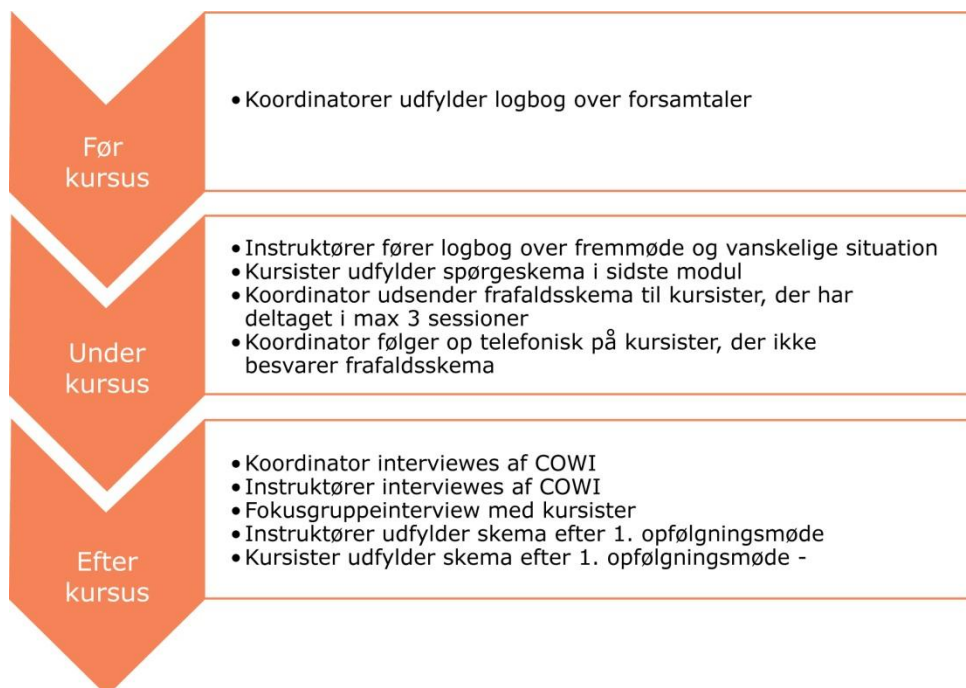 Før
kursus
• Koordinatorer udfylder logbog over forsamtaler
Under
kursus
• Instruktører fører logbog over fremmøde og vanskelige situation
• Kursister udfylder spørgeskema i sidste modul
• Koordinator udsender frafaldsskema til kursister, der har
deltaget i max 3 sessioner
• Koordinator følger op telefonisk på kursister, der ikke
besvarer frafaldsskema
Efter
kursus
• Koordinator interviewes af COWI
• Instruktører interviewes af COWI
• Fokusgruppeinterview med kursister
• Instruktører udfylder skema efter 1. opfølgningsmøde
• Kursister udfylder skema efter 1. opfølgningsmøde -